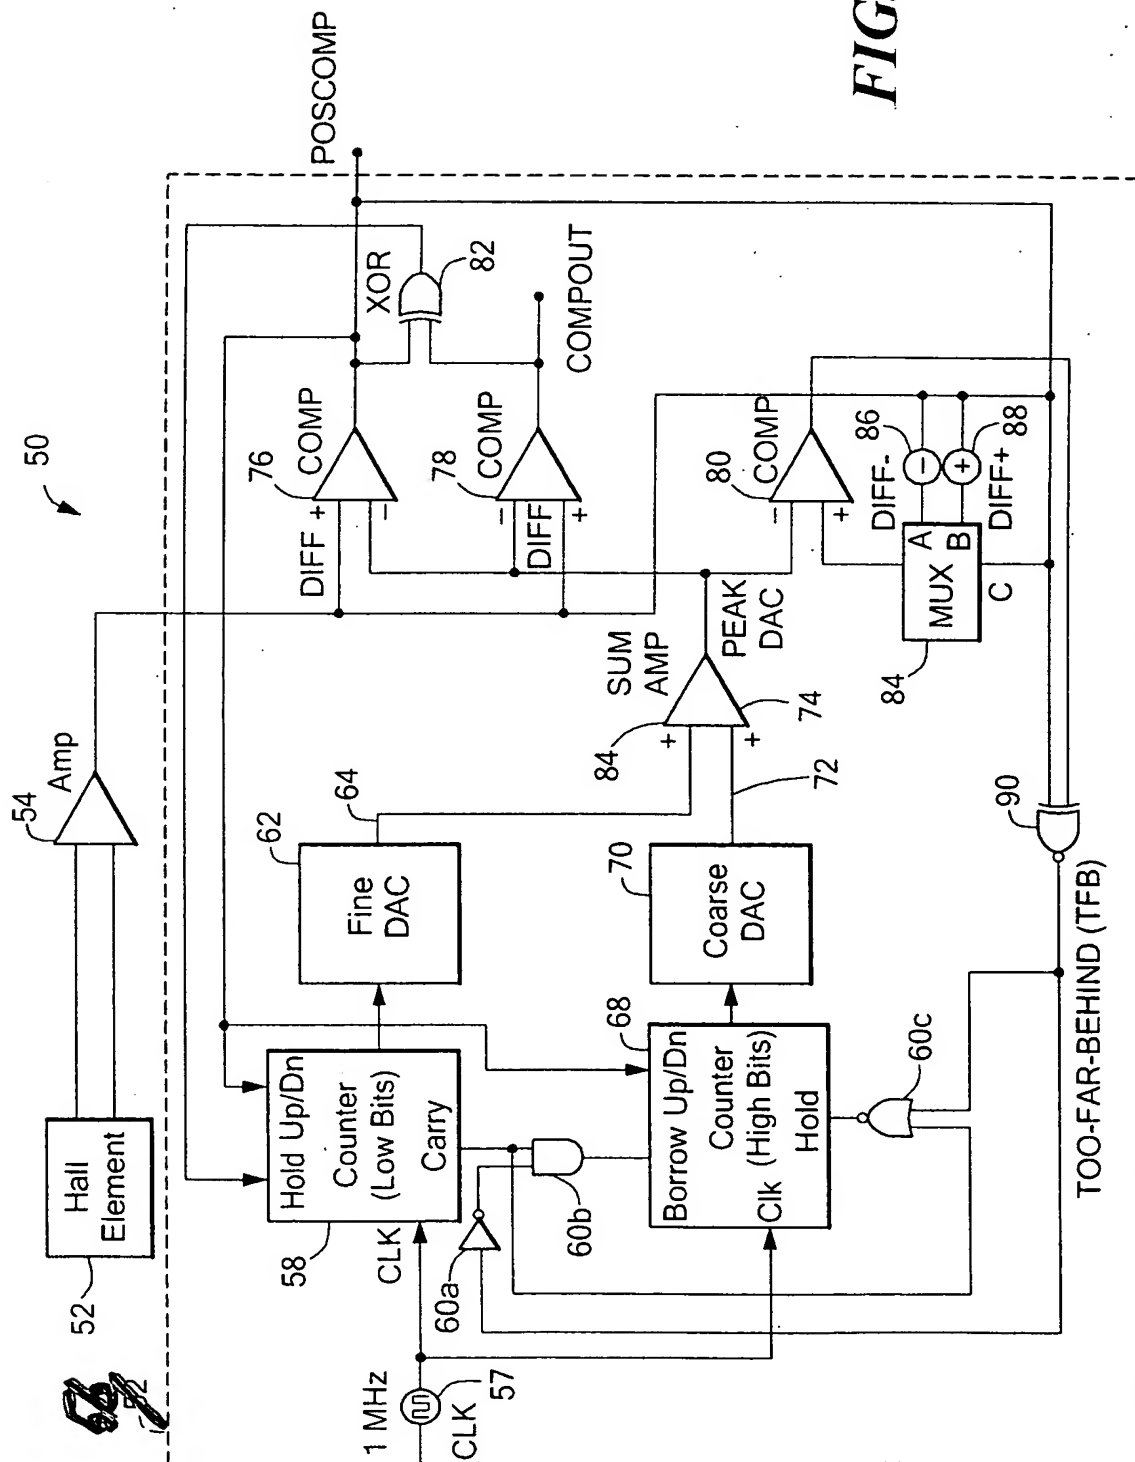 FIG.
50
52
Hall
Element
54
Amp
1 MHz
CLK
57
CLK
58
Hold Up/Dn
Counter
(Low Bits)
Carry
60a
60b
60c
62
Fine
DAC
64
68
Borrow Up/Dn
Counter
(High Bits)
Clk
Hold
70
Coarse
DAC
72
SUM
AMP
84
+
+
74
PEAK
DAC
DIFF
+
−
76
COMP
−
DIFF
+
78
COMP
XOR
82
POSCOMP
COMPOUT
80
COMP
−
+
84
MUX
A
B
C
DIFF-
86
−
+
88
DIFF+
90
TOO-FAR-BEHIND (TFB)